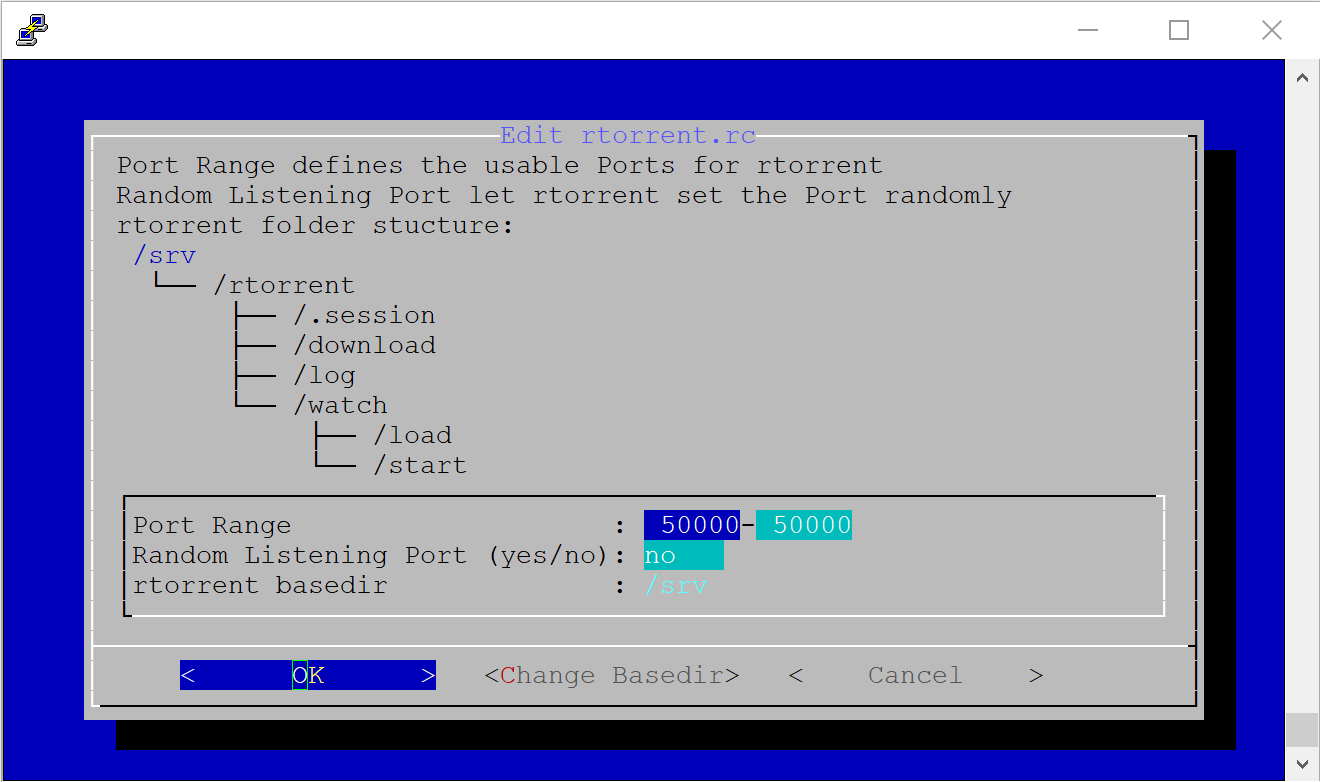 Edit rtorrent.rc
Port Range defines the usable Ports for rtorrent
Random Listening Port let rtorrent set the Port randomly
rtorrent folder stucture:
/srv
└── /rtorrent
├── /.session
├── /download
├── /log
└── /watch
├── /load
└── /start
Port Range : 50000- 50000
Random Listening Port (yes/no): no
rtorrent basedir : /srv
< OK > <Change Basedir> < Cancel >